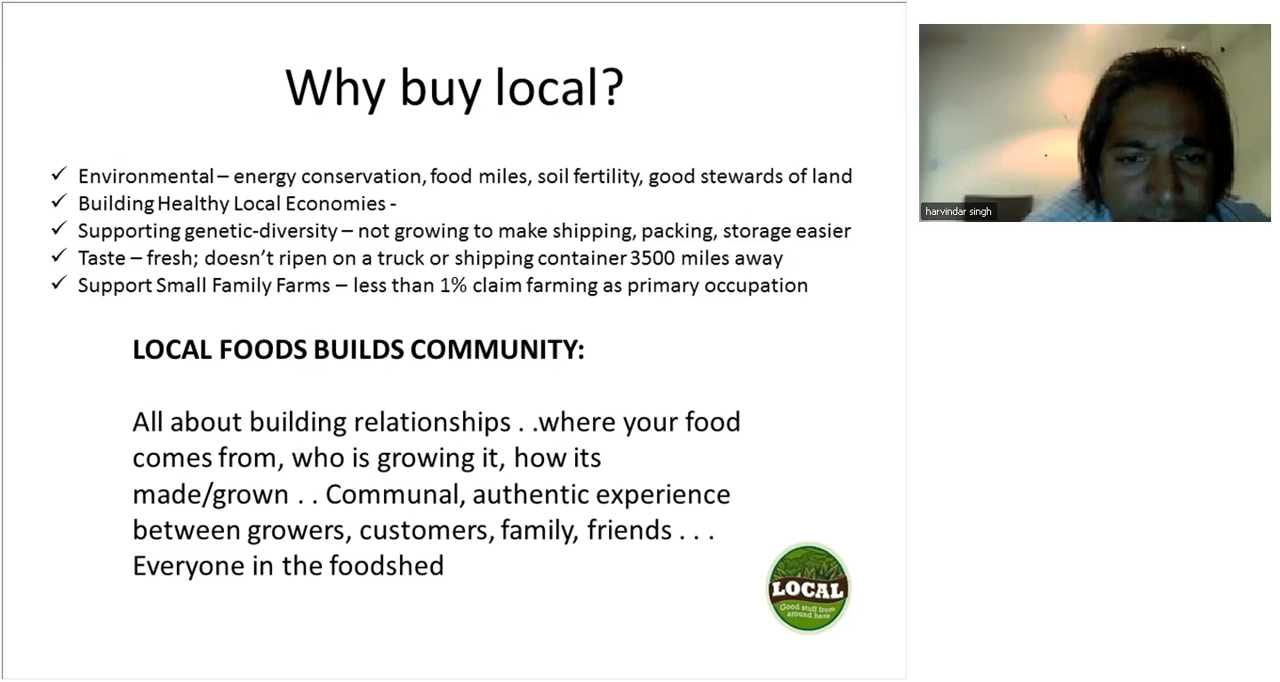 Why buy local?
✓ Environmental – energy conservation, food miles, soil fertility, good stewards of land
✓ Building Healthy Local Economies -
✓ Supporting genetic-diversity – not growing to make shipping, packing, storage easier
✓ Taste – fresh; doesn't ripen on a truck or shipping container 3500 miles away
✓ Support Small Family Farms – less than 1% claim farming as primary occupation
LOCAL FOODS BUILDS COMMUNITY:
All about building relationships . .where your food
comes from, who is growing it, how its
made/grown . . Communal, authentic experience
between growers, customers, family, friends . . .
Everyone in the foodshed
LOCAL
Good stuff from
around here
harvindar singh